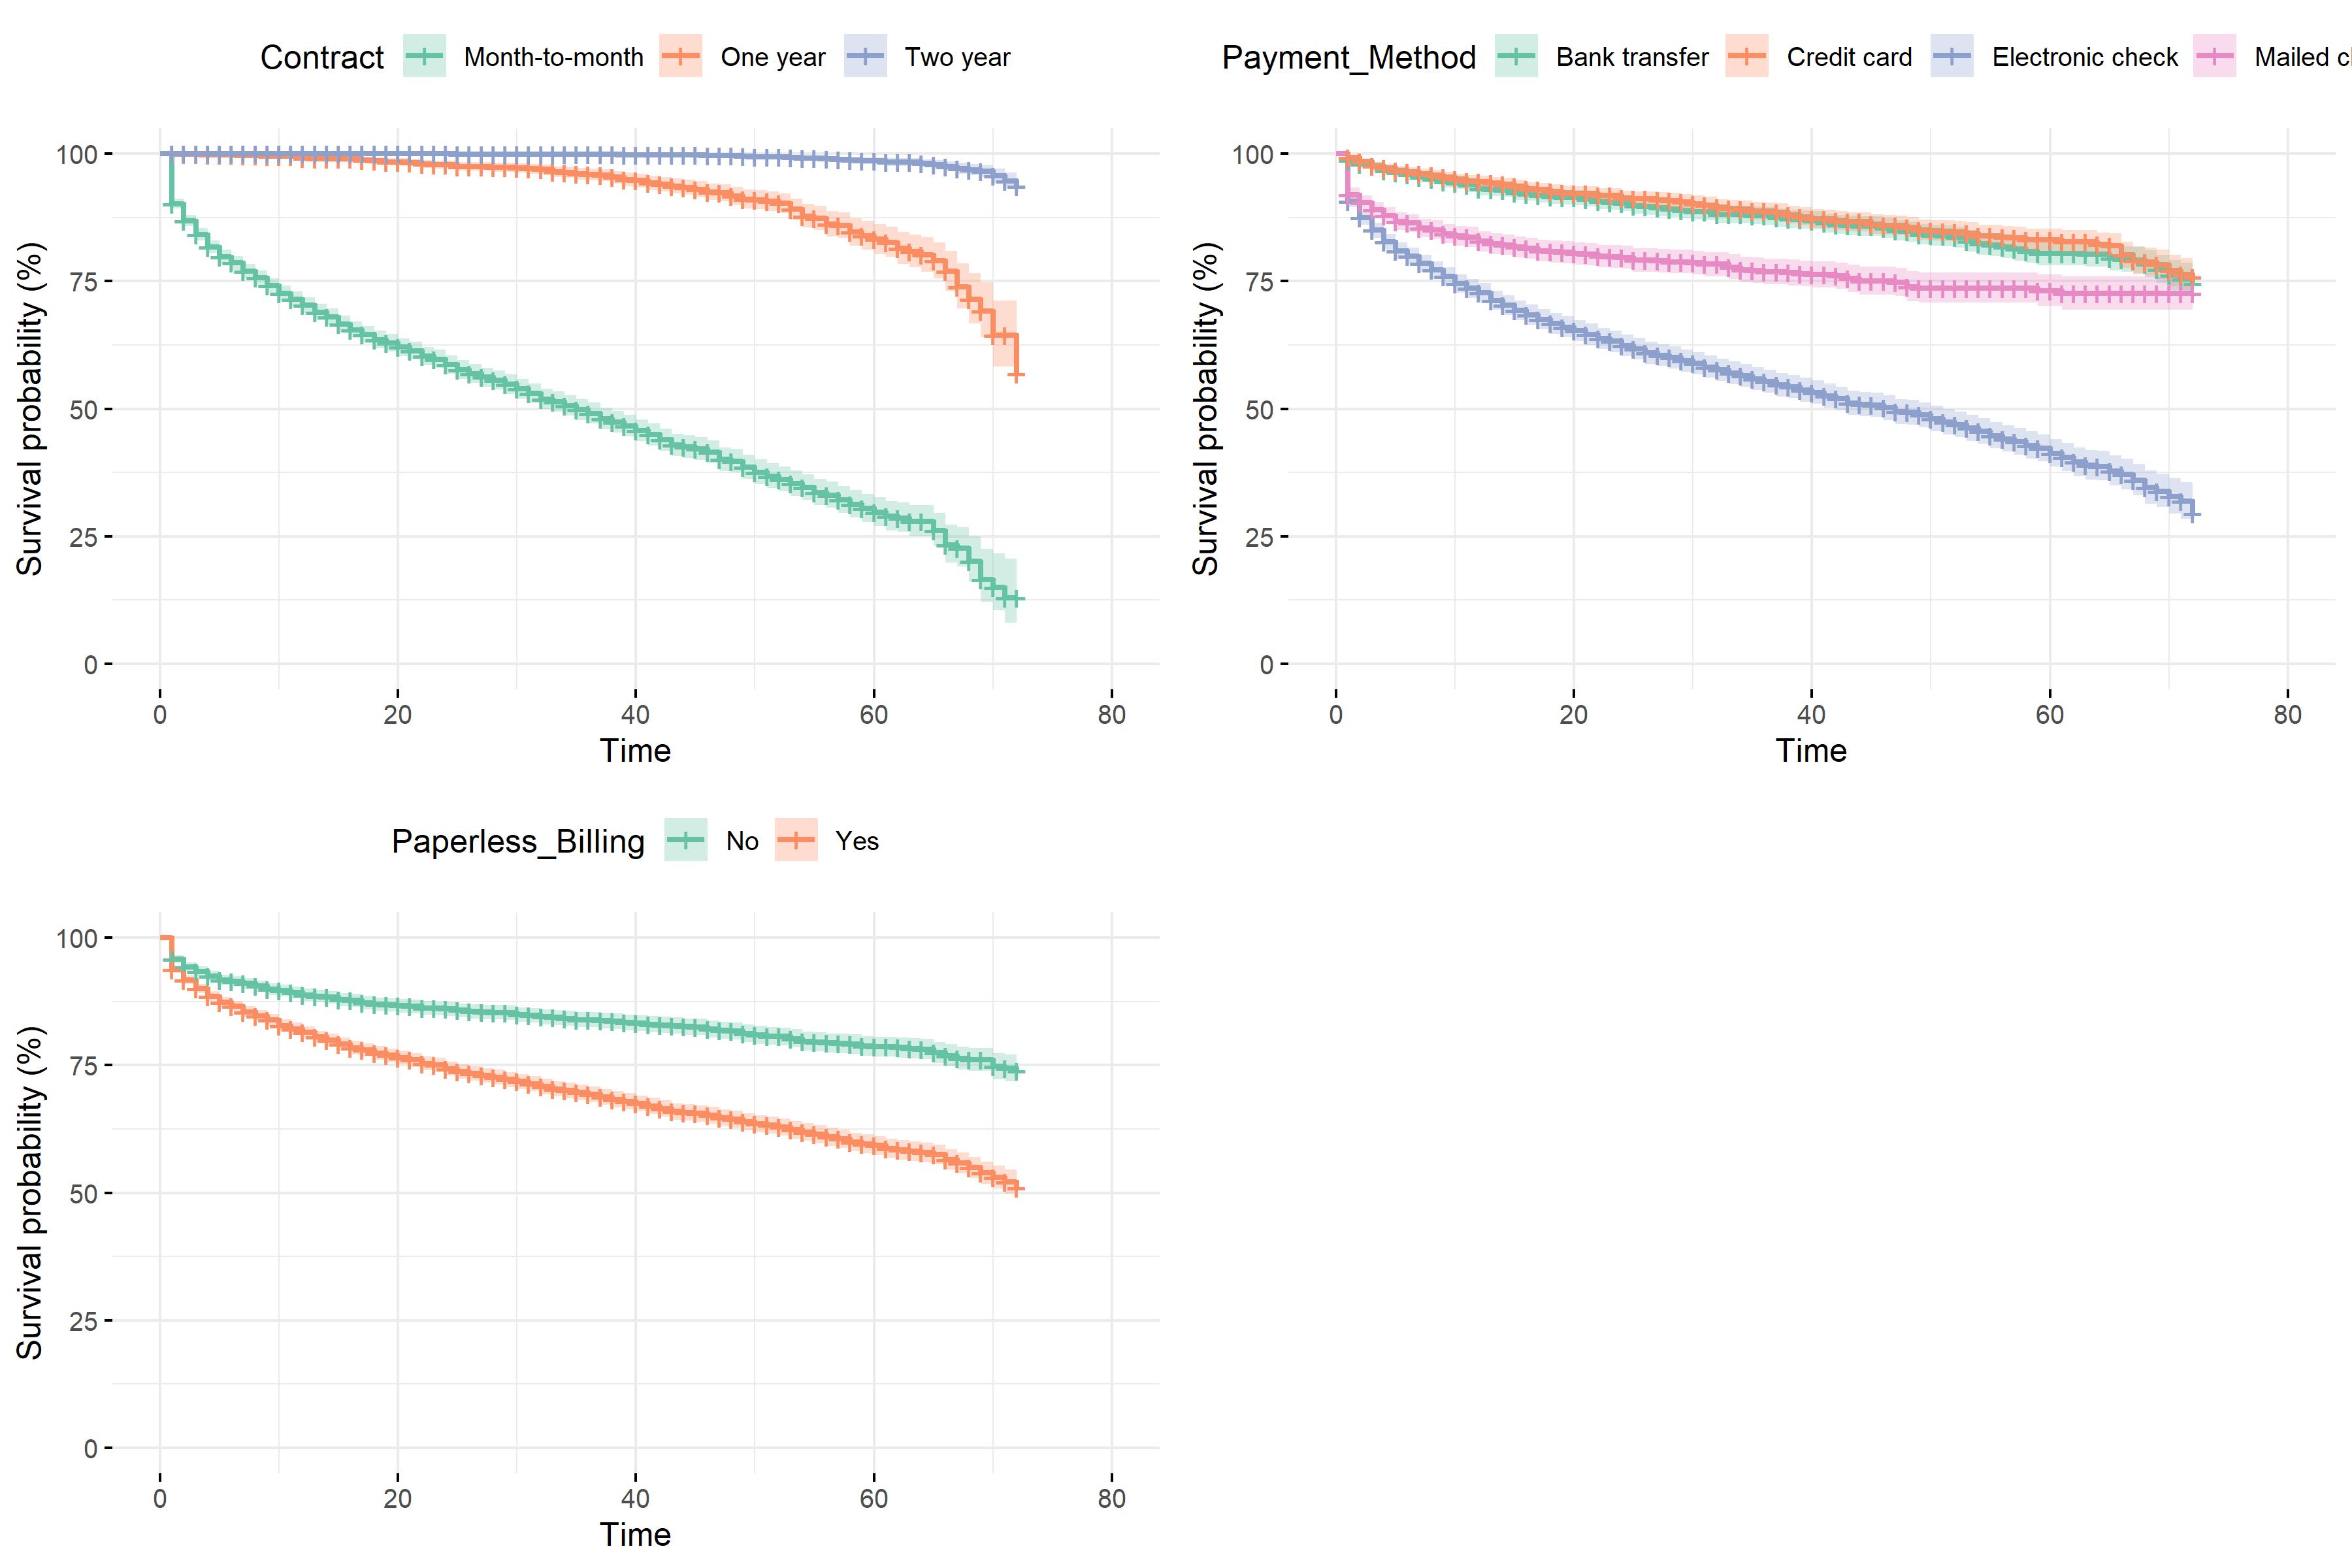 Contract Month-to-month One year Two year
Survival probability (%)
100
75
50
25
0
0 20 40 60 80
Time
Payment_Method Bank transfer Credit card Electronic check Mailed
Survival probability (%)
100
75
50
25
0
0 20 40 60 80
Time
Paperless_Billing No Yes
Survival probability (%)
100
75
50
25
0
0 20 40 60 80
Time